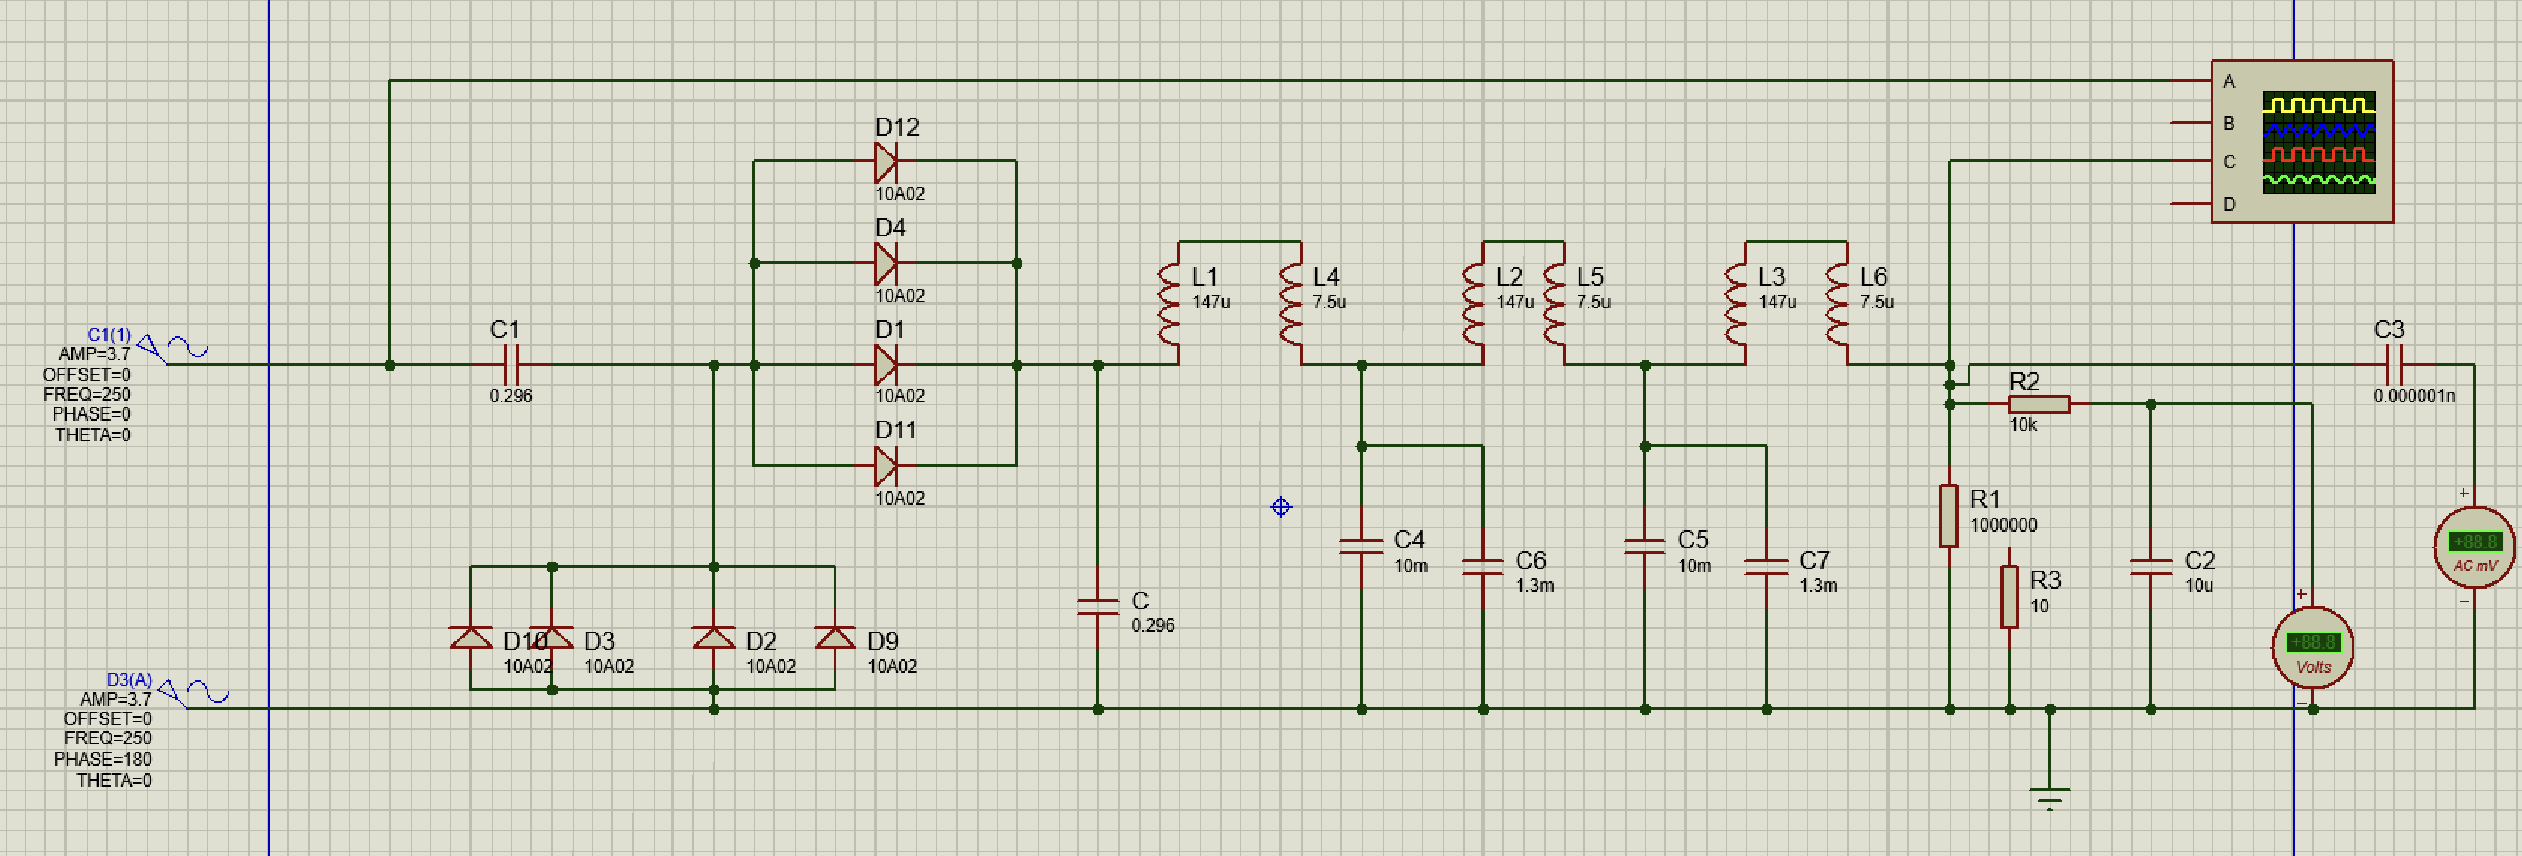 A
B
C
D
D12
10A02
D4
10A02
D1
10A02
D11
10A02
C1(1)
AMP=3.7
OFFSET=0
FREQ=250
PHASE=0
THETA=0
C1
0.296
L1
147u
L4
7.5u
L2
147u
L5
7.5u
L3
147u
L6
7.5u
C3
0.000001n
R2
10k
R1
1000000
R3
10
C4
10m
C6
1.3m
C5
10m
C7
1.3m
C2
10u
+
+88.8
AC mV
−
+
+88.8
Volts
−
C
0.296
D10
10A02
D3
10A02
D2
10A02
D9
10A02
D3(A)
AMP=3.7
OFFSET=0
FREQ=250
PHASE=180
THETA=0